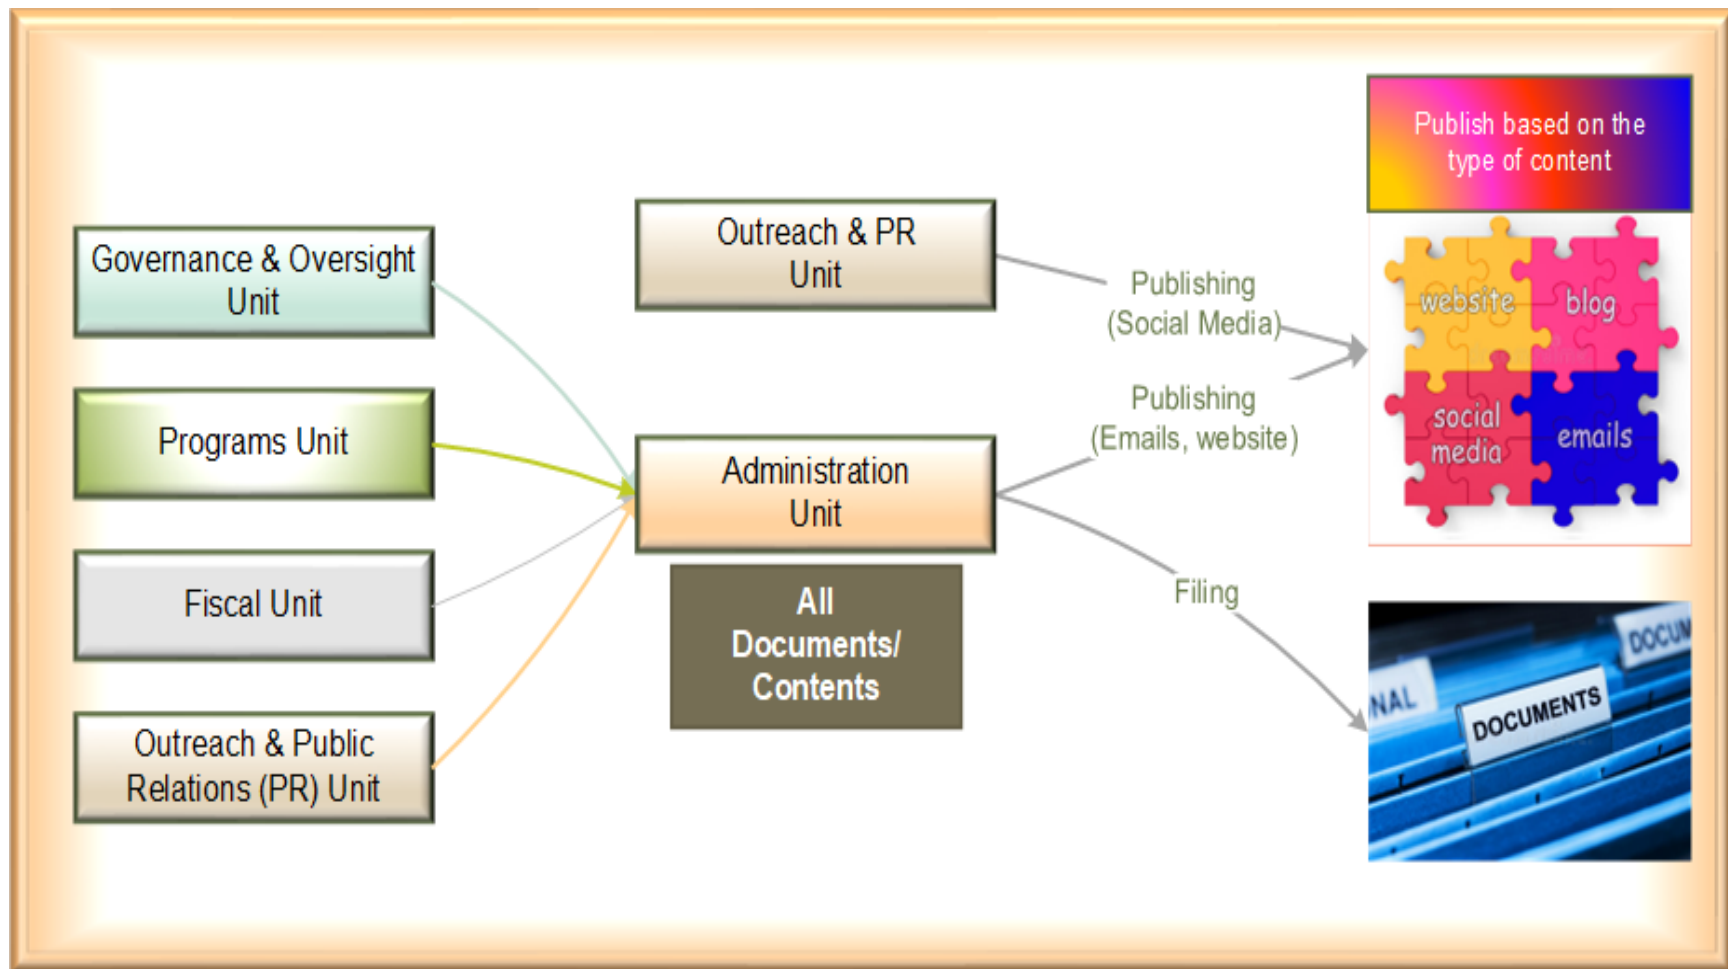 Governance & Oversight
Unit
Programs Unit
Fiscal Unit
Outreach & Public
Relations (PR) Unit
Outreach & PR
Unit
Administration
Unit
All
Documents/
Contents
Publishing
(Social Media)
Publishing
(Emails, website)
Filing
Publish based on the
type of content
website
blog
social
media
emails
NAL
DOCUMENTS
DOCUM